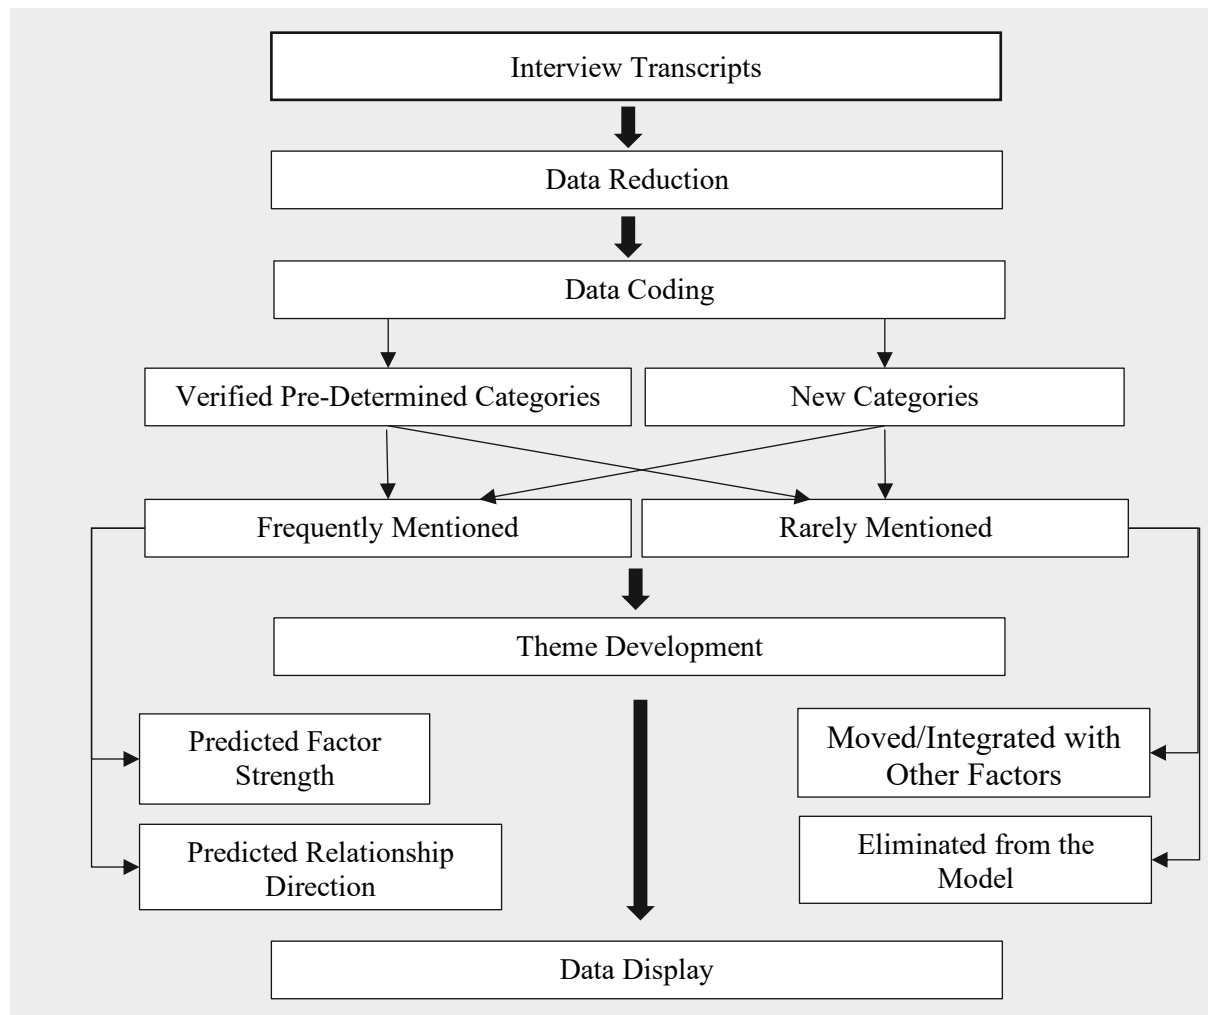 Interview Transcripts
Data Reduction
Data Coding
Verified Pre-Determined Categories
New Categories
Frequently Mentioned
Rarely Mentioned
Theme Development
Predicted Factor
Strength
Moved/Integrated with
Other Factors
Predicted Relationship
Direction
Eliminated from the
Model
Data Display